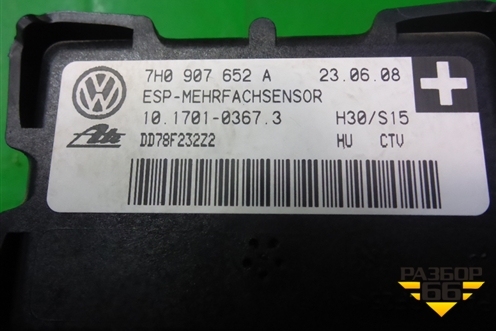 7H0 907 652 A 23.06.08
ESP-MEHRFACHSENSOR
10.1701-0367.3 H30/S15
Ate DD78F232Z2 HU CTV
РАЗБОР
66